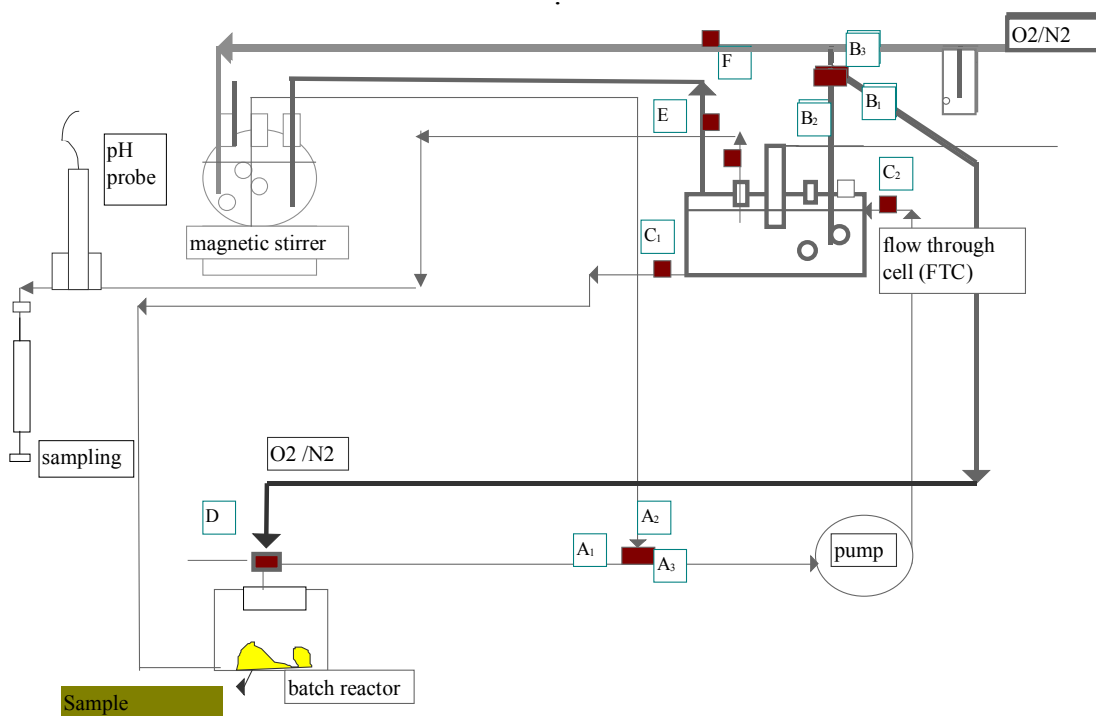 O2/N2
B3
F
B1
E
B2
pH
probe
C2
C1
magnetic stirrer
flow through
cell (FTC)
sampling
O2 /N2
D
A2
A1
A3
pump
batch reactor
Sample